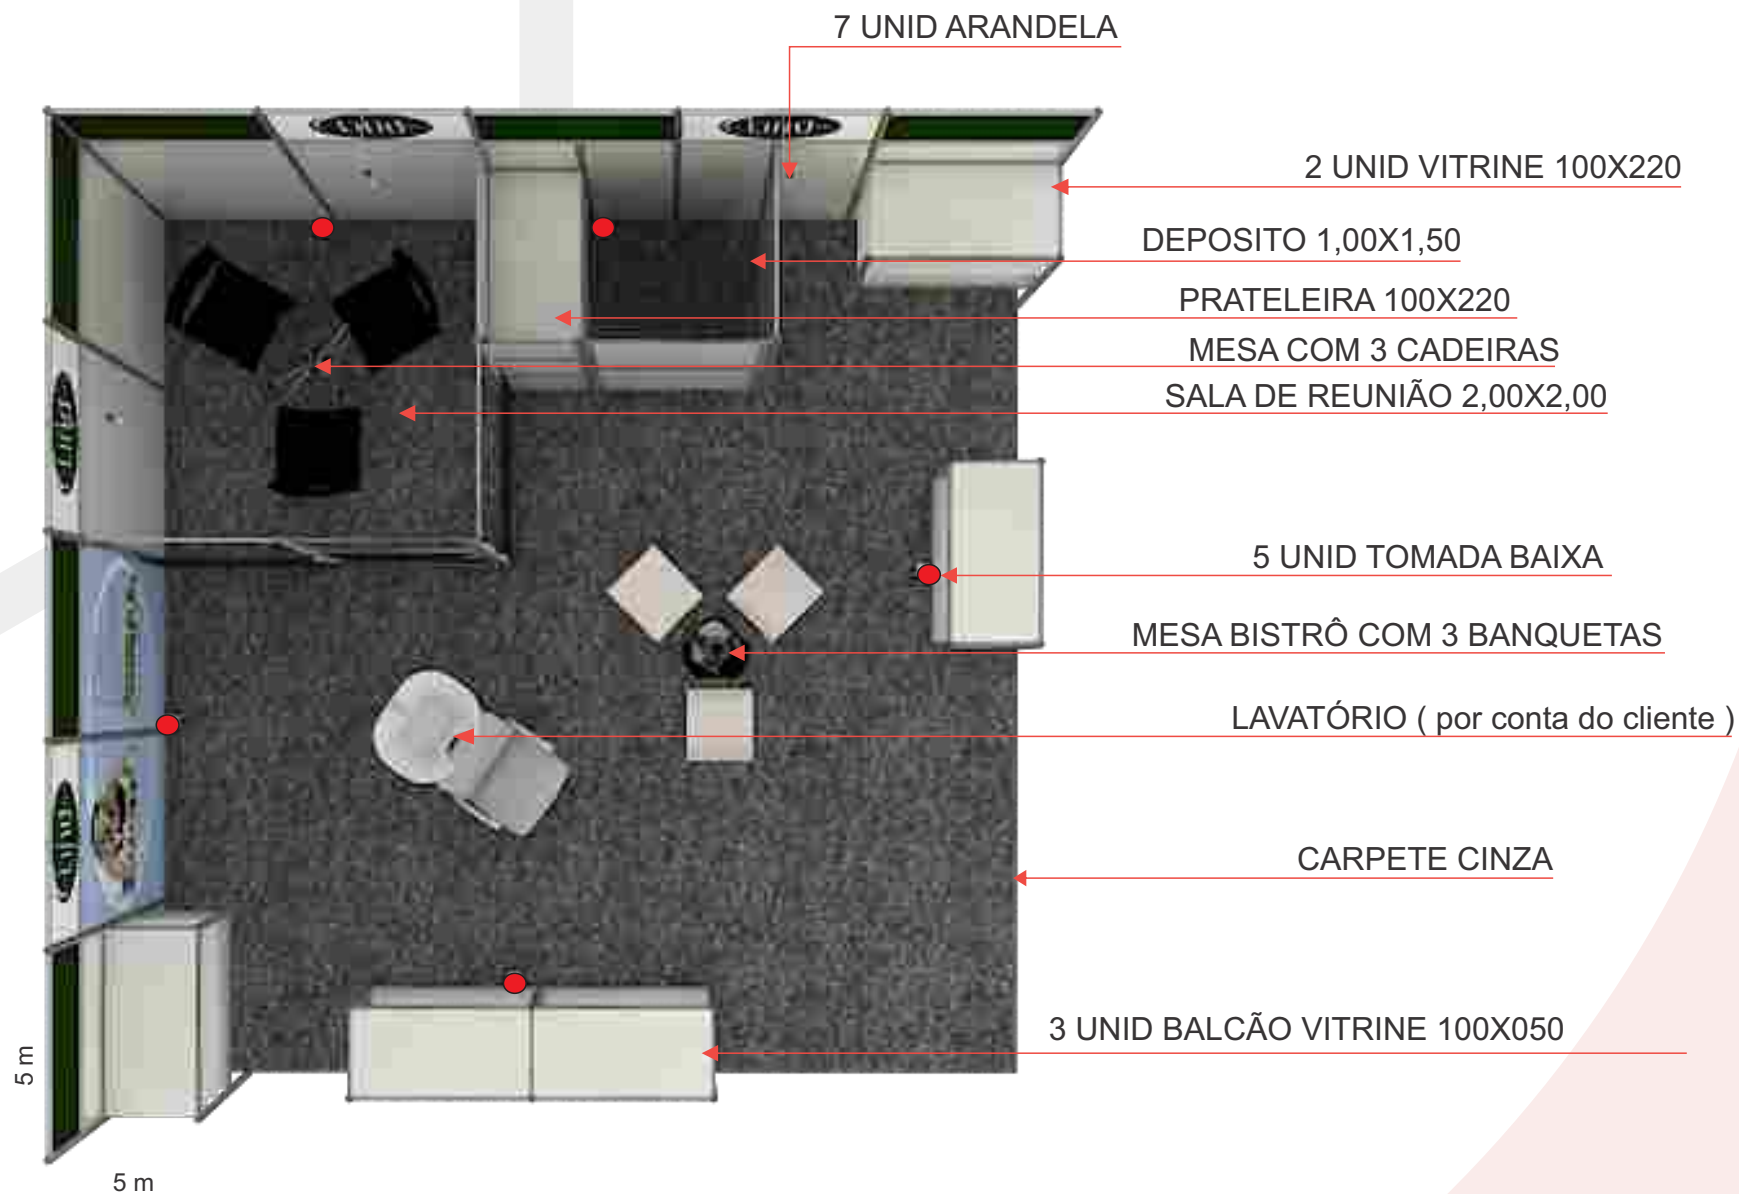 7 UNID ARANDELA
2 UNID VITRINE 100X220
DEPOSITO 1,00X1,50
PRATELEIRA 100X220
MESA COM 3 CADEIRAS
SALA DE REUNIÃO 2,00X2,00
5 UNID TOMADA BAIXA
MESA BISTRÔ COM 3 BANQUETAS
LAVATÓRIO ( por conta do cliente )
CARPETE CINZA
3 UNID BALCÃO VITRINE 100X050
5 m
5 m